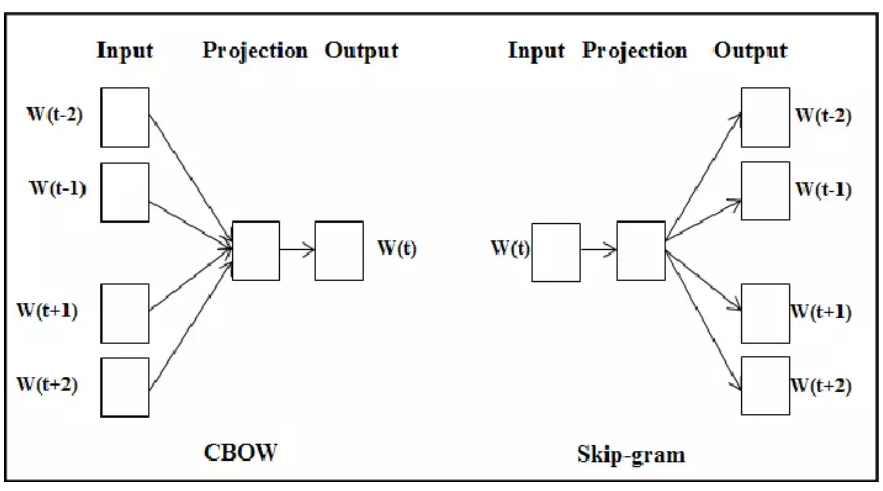 Input Projection Output
W(t-2)
W(t-1)
W(t)
W(t+1)
W(t+2)
CBOW
Input Projection Output
W(t-2)
W(t-1)
W(t)
W(t+1)
W(t+2)
Skip-gram